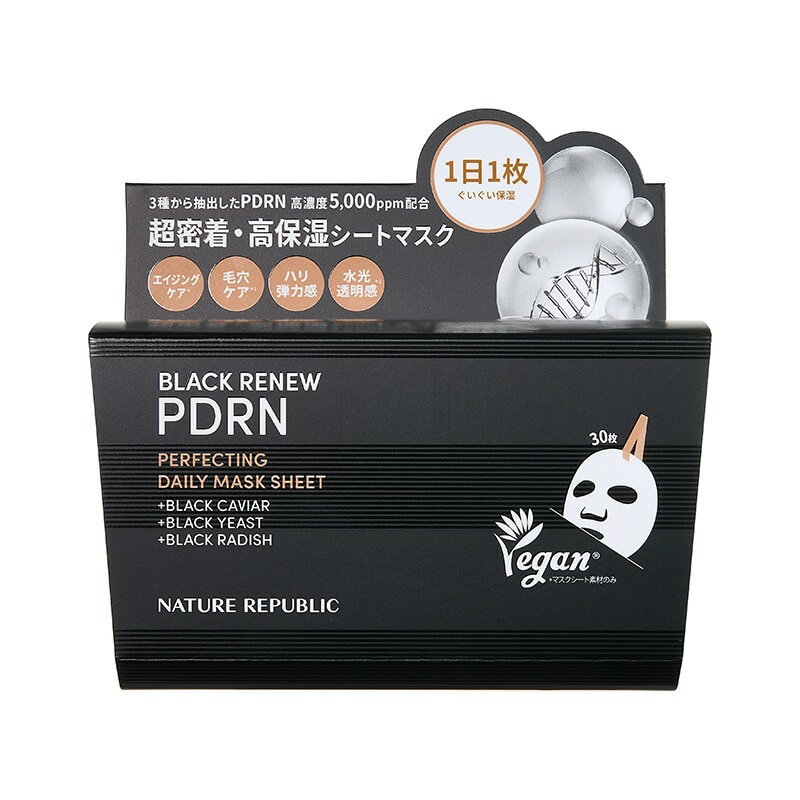 1日1枚
ぐいぐい保湿
3種から抽出したPDRN 高濃度5,000ppm配合
超密着・高保湿シートマスク
エイジング
ケア
毛穴
ケア
ハリ
弾力感
水光
透明感
BLACK RENEW
PDRN
PERFECTING
DAILY MASK SHEET
+BLACK CAVIAR
+BLACK YEAST
+BLACK RADISH
30枚
Vegan®
*マスクシート素材のみ
NATURE REPUBLIC